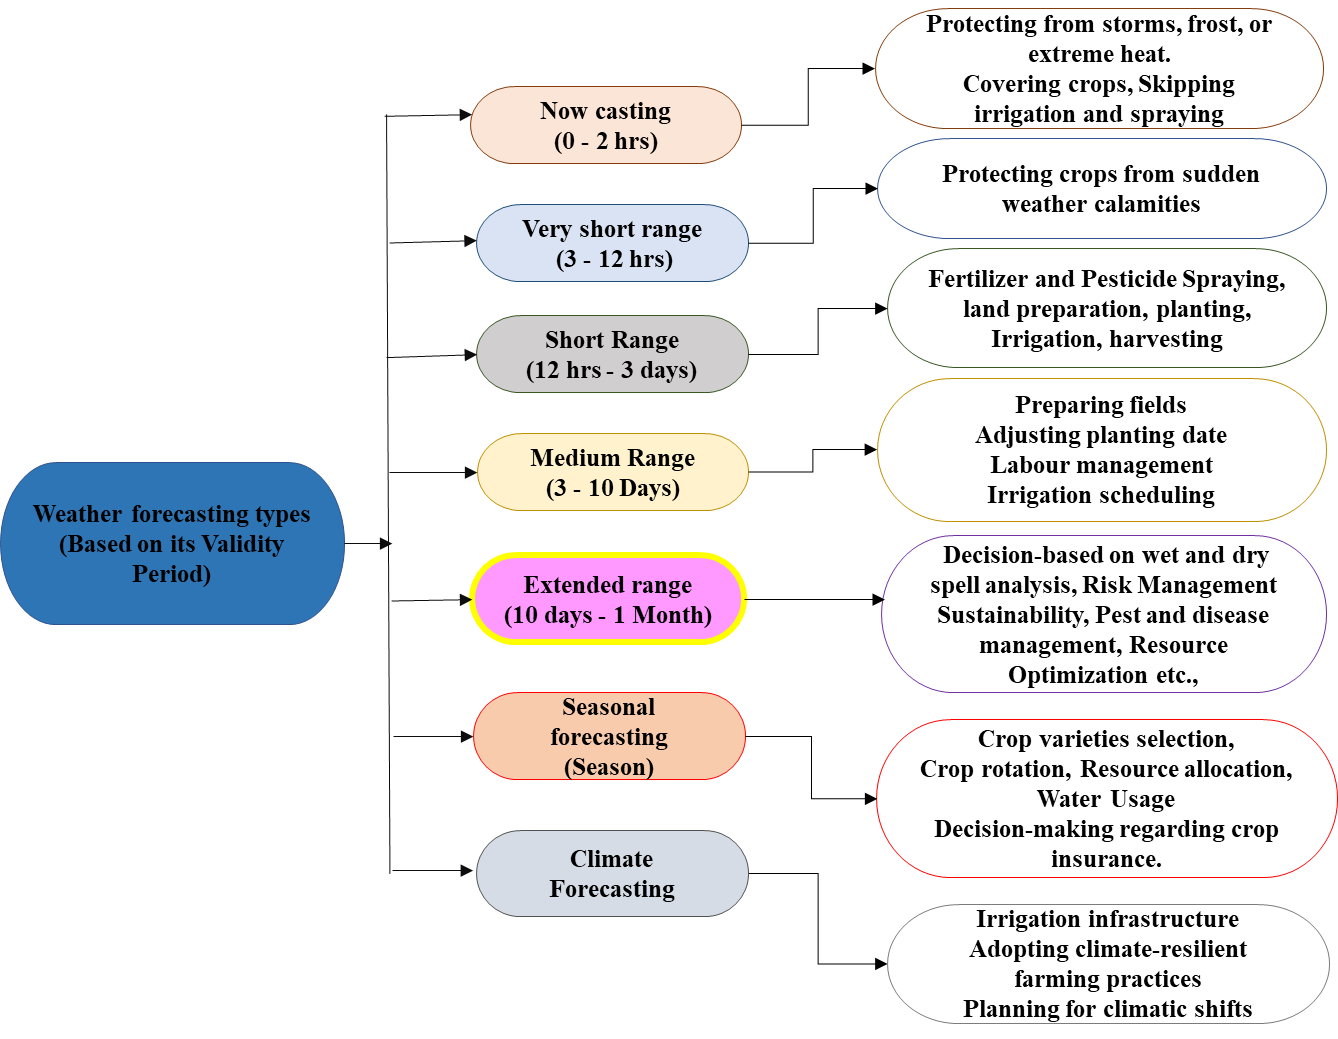 Weather forecasting types
(Based on its Validity
Period)
Now casting
(0 - 2 hrs)
Protecting from storms, frost, or
extreme heat.
Covering crops, Skipping
irrigation and spraying
Very short range
(3 - 12 hrs)
Protecting crops from sudden
weather calamities
Short Range
(12 hrs - 3 days)
Fertilizer and Pesticide Spraying,
land preparation, planting,
Irrigation, harvesting
Medium Range
(3 - 10 Days)
Preparing fields
Adjusting planting date
Labour management
Irrigation scheduling
Extended range
(10 days - 1 Month)
Decision-based on wet and dry
spell analysis, Risk Management
Sustainability, Pest and disease
management, Resource
Optimization etc.,
Seasonal
forecasting
(Season)
Crop varieties selection,
Crop rotation, Resource allocation,
Water Usage
Decision-making regarding crop
insurance.
Climate
Forecasting
Irrigation infrastructure
Adopting climate-resilient
farming practices
Planning for climatic shifts